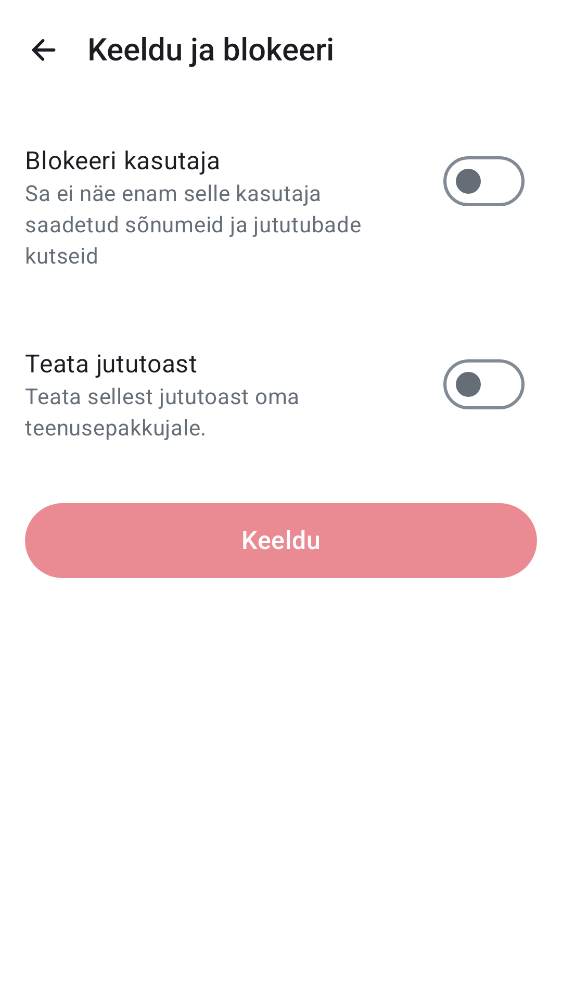 Keeldu ja blokeeri
Blokeeri kasutaja
Sa ei näe enam selle kasutaja
saadetud sõnumeid ja jututubade
kutseid
Teata jututoast
Teata sellest jututoast oma
teenusepakkujale.
Keeldu